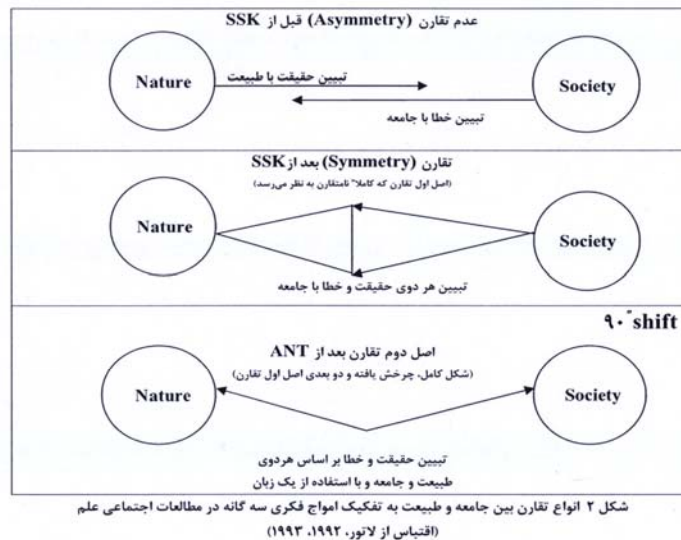 عدم تقارن (Asymmetry) قبل از SSK
Nature
تبیین حقیقت با طبیعت
تبیین خطا با جامعه
Society
تقارن (Symmetry) بعد از SSK
(اصل اول تقارن که کاملا" نامتقارن به نظر می‌رسد)
Nature
Society
تبیین هر دوی حقیقت و خطا با جامعه
۹۰˚shift
اصل دوم تقارن بعد از ANT
(شکل کامل، چرخش یافته و دو بعدی اصل اول تقارن)
Nature
Society
تبیین حقیقت و خطا بر اساس هردوی
طبیعت و جامعه و با استفاده از یک زبان
شکل ۲ انواع تقارن بین جامعه و طبیعت به تفکیک امواج فکری سه گانه در مطالعات اجتماعی علم
(اقتباس از لاتور، ۱۹۹۲، ۱۹۹۳)